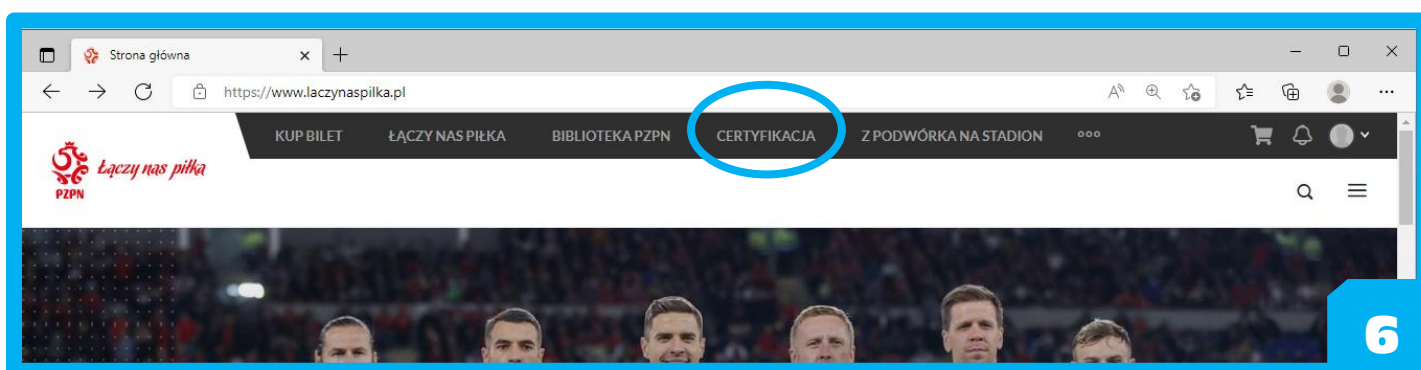 Strona główna
https://www.laczynaspilka.pl
KUP BILET ŁĄCZY NAS PIŁKA BIBLIOTEKA PZPN CERTYFIKACJA Z PODWÓRKA NA STADION
Łączy nas piłka
PZPN
6